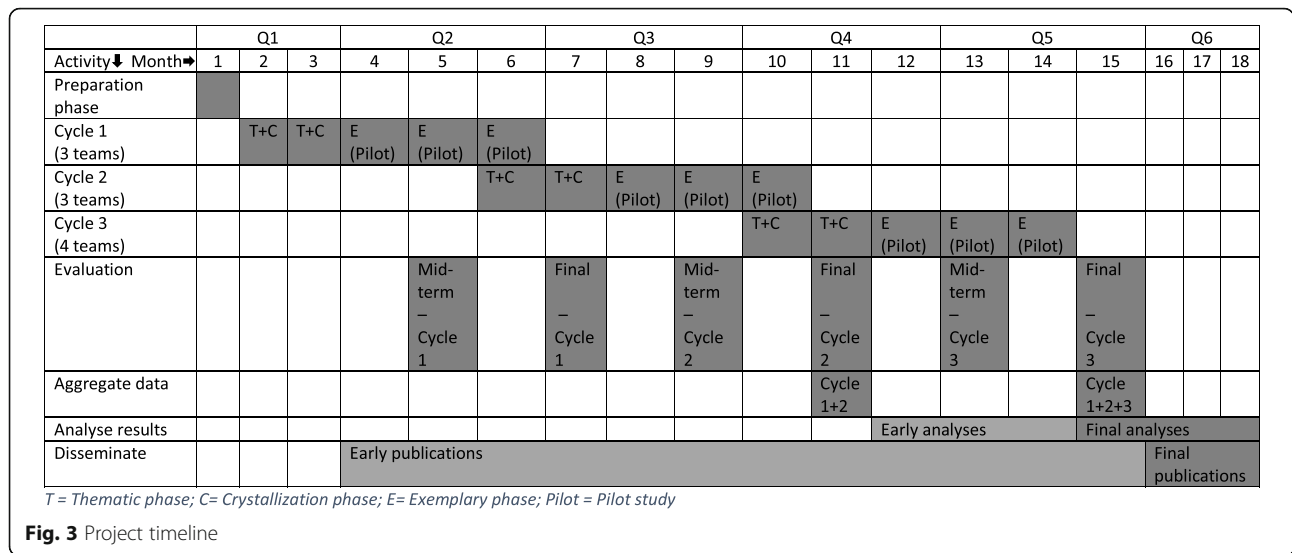 Q1 Q2 Q3 Q4 Q5 Q6
Activity⬇ Month➡ 1 2 3 4 5 6 7 8 9 10 11 12 13 14 15 16 17 18
Preparation
phase
Cycle 1 T+C T+C E E E
(3 teams) (Pilot) (Pilot) (Pilot)
Cycle 2 T+C T+C E E E
(3 teams) (Pilot) (Pilot) (Pilot)
Cycle 3 T+C T+C E E E
(4 teams) (Pilot) (Pilot) (Pilot)
Evaluation Mid- Final Mid- Final Mid- Final
term term term
– – – – – –
Cycle Cycle Cycle Cycle Cycle Cycle
1 1 2 2 3 3
Aggregate data Cycle Cycle
1+2 1+2+3
Analyse results Early analyses Final analyses
Disseminate Early publications Final
publications
T = Thematic phase; C= Crystallization phase; E= Exemplary phase; Pilot = Pilot study
Fig. 3 Project timeline